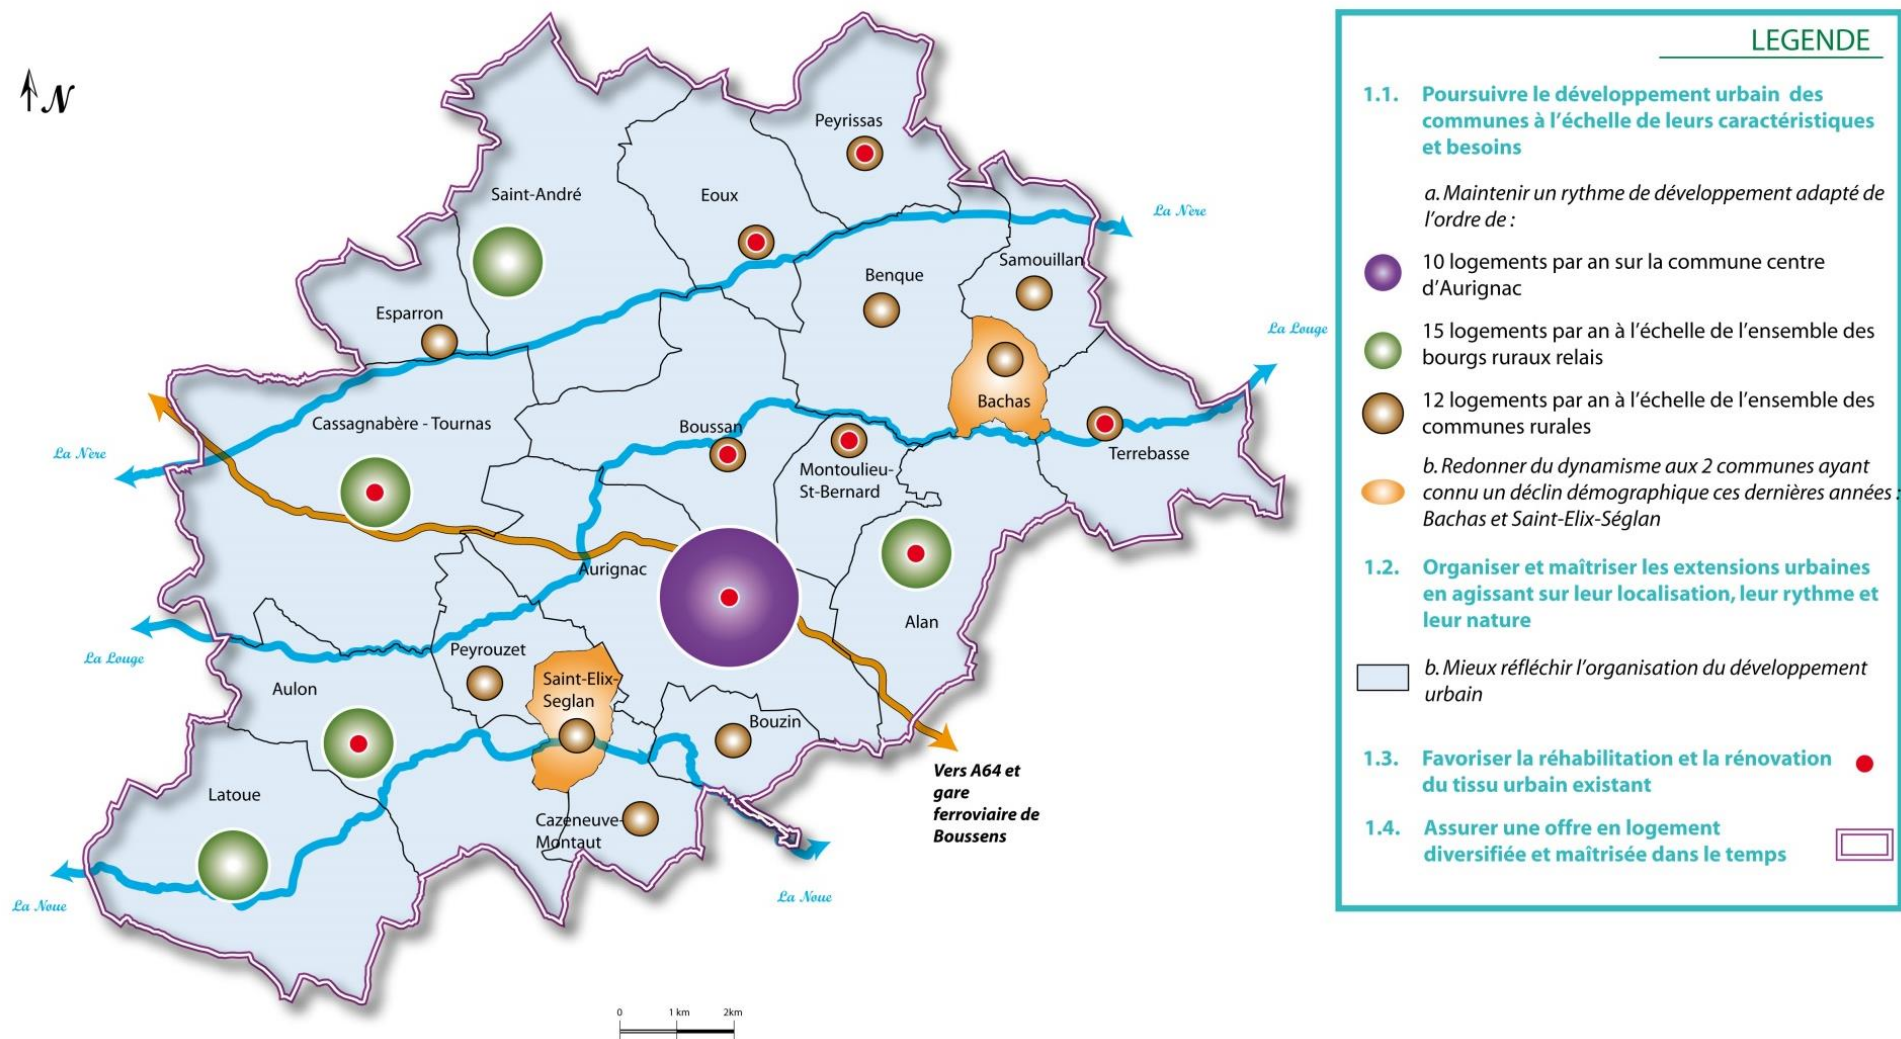 N
Peyrissas
Saint-André
Eoux
La Nère
Benque
Samouillan
Esparron
La Louge
Bachas
Cassagnabère - Tournas
Boussan
La Nère
Montoulieu-
St-Bernard
Terrebasse
Aurignac
Alan
La Louge
Peyrouzet
Aulon
Saint-Elix-
Seglan
Bouzin
Vers A64 et
gare
ferroviaire de
Boussens
Latoue
Cazeneuve-
Montaut
La Noue
La Noue
0 1 km 2km
LEGENDE
1.1. Poursuivre le développement urbain des
communes à l'échelle de leurs caractéristiques
et besoins
a. Maintenir un rythme de développement adapté de
l'ordre de :
10 logements par an sur la commune centre
d'Aurignac
15 logements par an à l'échelle de l'ensemble des
bourgs ruraux relais
12 logements par an à l'échelle de l'ensemble des
communes rurales
b. Redonner du dynamisme aux 2 communes ayant
connu un déclin démographique ces dernières années :
Bachas et Saint-Elix-Séglan
1.2. Organiser et maîtriser les extensions urbaines
en agissant sur leur localisation, leur rythme et
leur nature
b. Mieux réfléchir l'organisation du développement
urbain
1.3. Favoriser la réhabilitation et la rénovation
du tissu urbain existant
1.4. Assurer une offre en logement
diversifiée et maîtrisée dans le temps